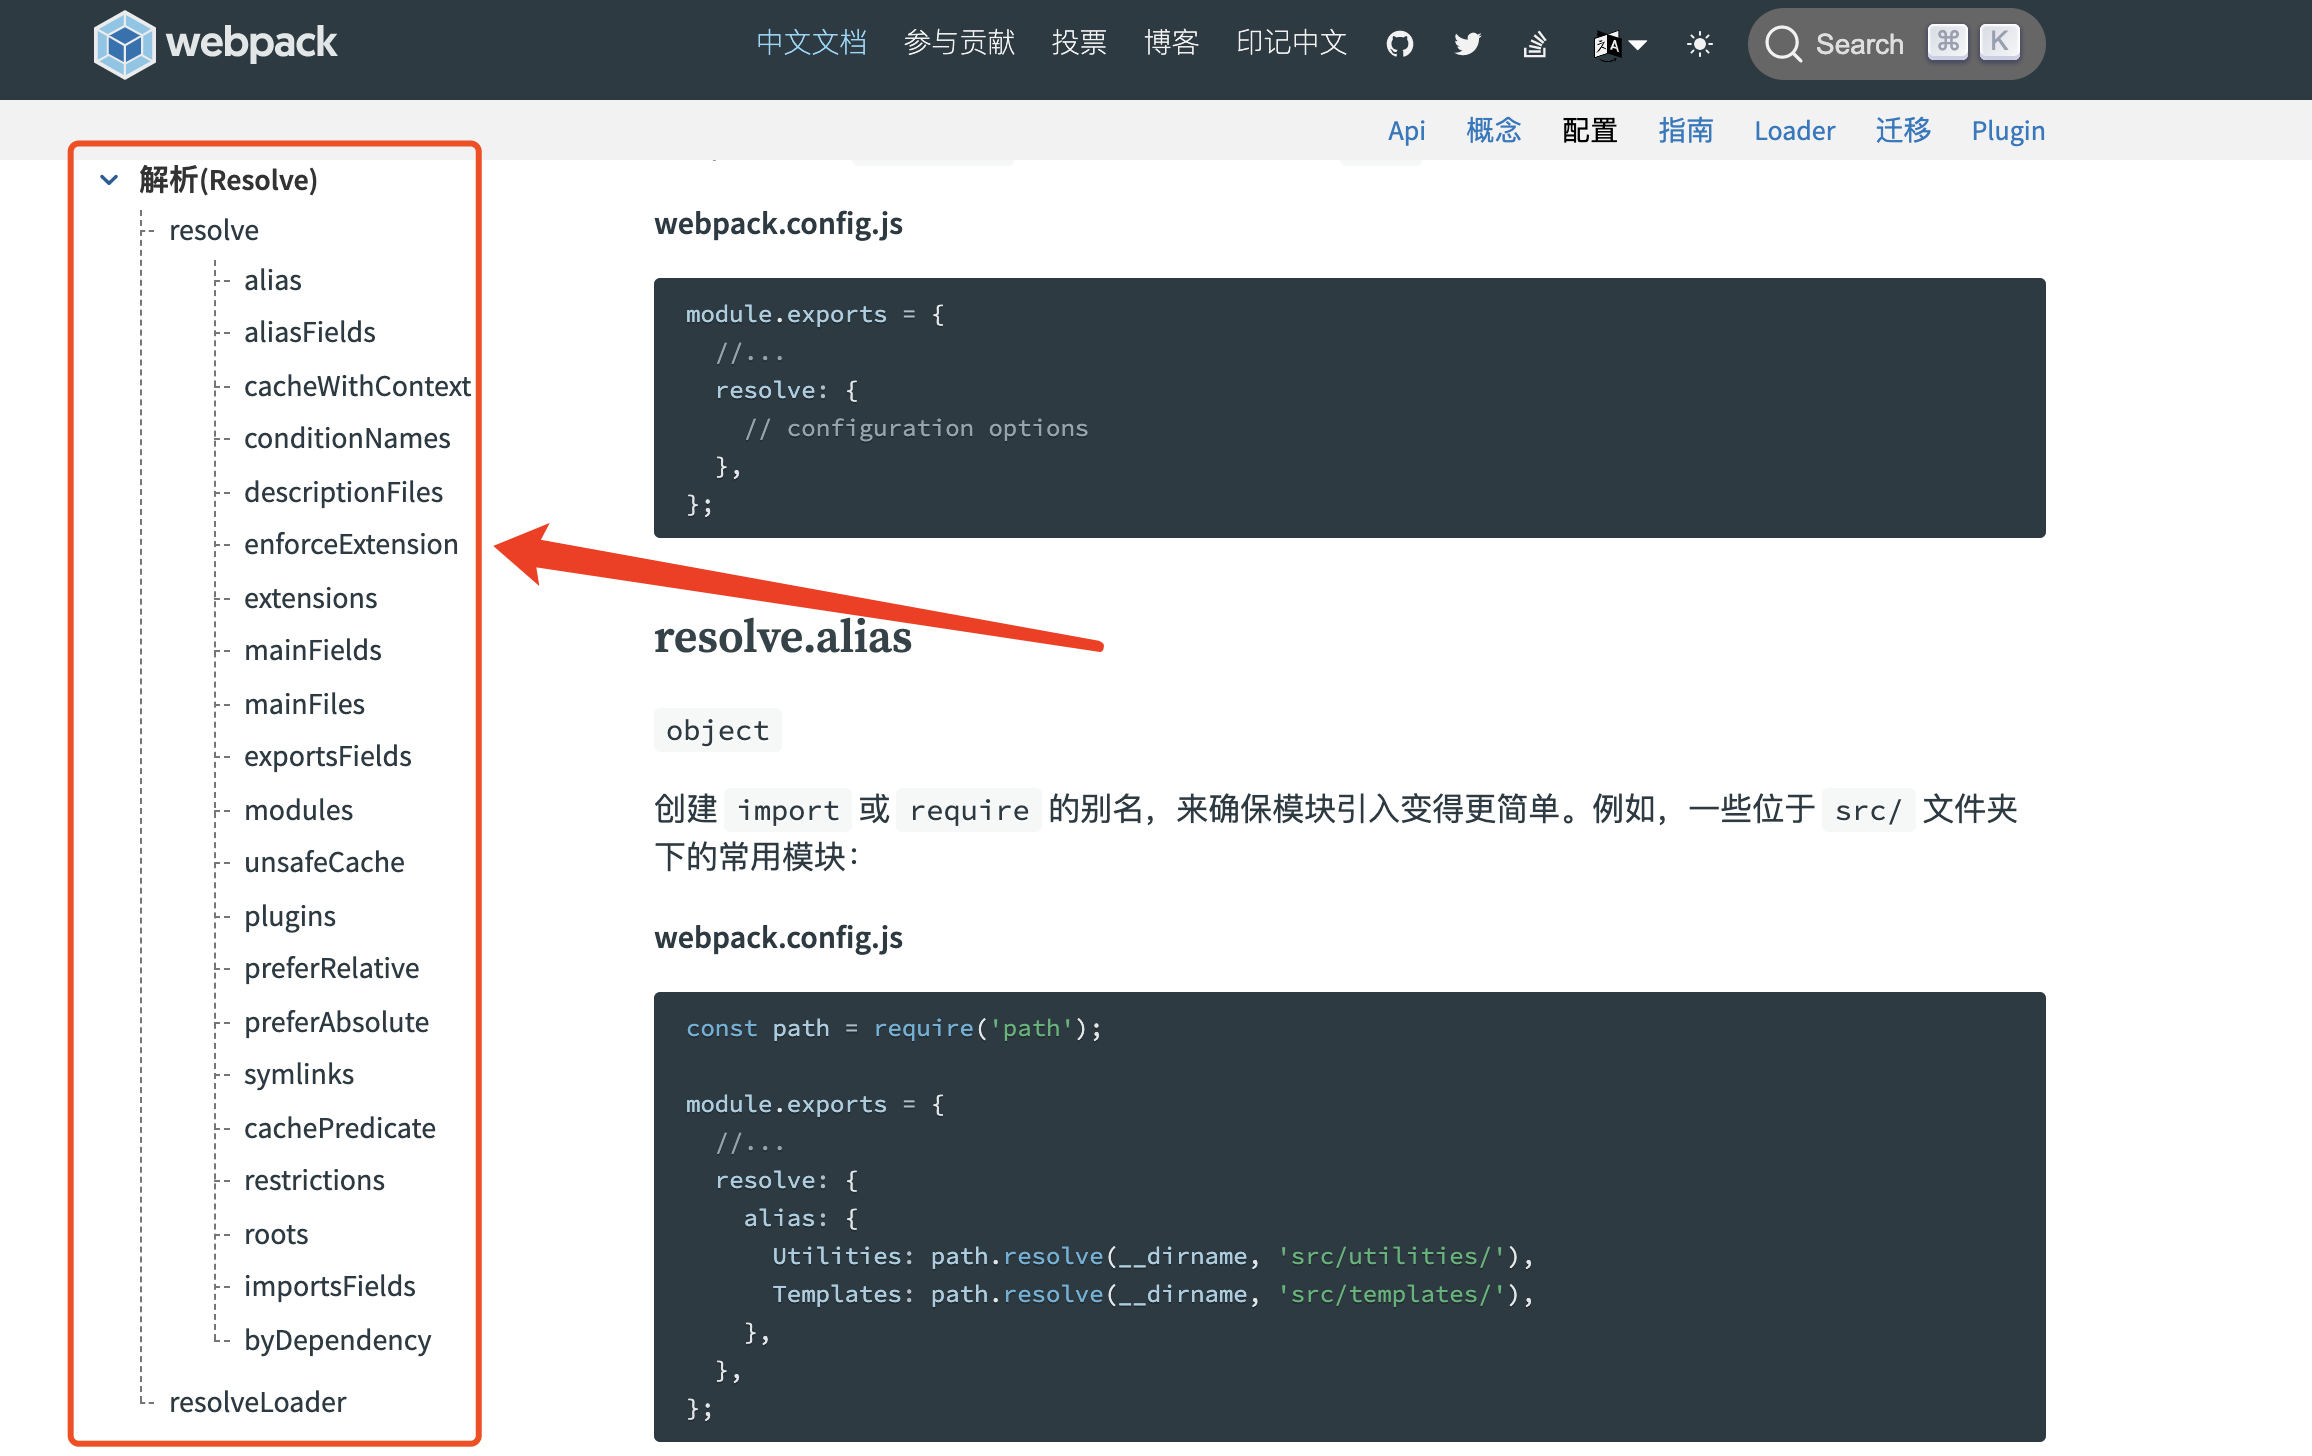 webpack
中文文档 参与贡献 投票 博客 印记中文 Search ⌘ K
Api 概念 配置 指南 Loader 迁移 Plugin
解析(Resolve)
resolve
alias
aliasFields
cacheWithContext
conditionNames
descriptionFiles
enforceExtension
extensions
mainFields
mainFiles
exportsFields
modules
unsafeCache
plugins
preferRelative
preferAbsolute
symlinks
cachePredicate
restrictions
roots
importsFields
byDependency
resolveLoader
webpack.config.js
module.exports = {
  //...
  resolve: {
    // configuration options
  },
};
resolve.alias
object
创建 import 或 require 的别名，来确保模块引入变得更简单。例如，一些位于 src/ 文件夹
下的常用模块：
webpack.config.js
const path = require('path');
module.exports = {
  //...
  resolve: {
    alias: {
      Utilities: path.resolve(__dirname, 'src/utilities/'),
      Templates: path.resolve(__dirname, 'src/templates/'),
    },
  },
};